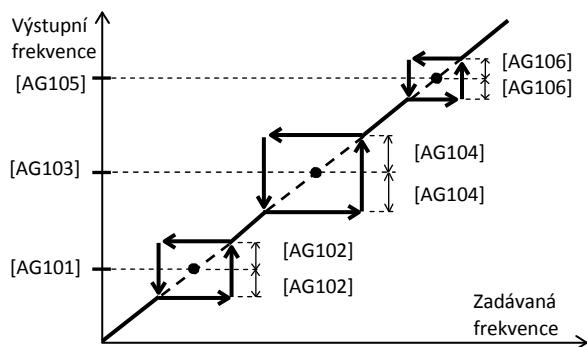 Výstupní
frekvence
[AG105]
[AG106]
[AG106]
[AG103]
[AG104]
[AG104]
[AG101]
[AG102]
[AG102]
Zadávaná
frekvence